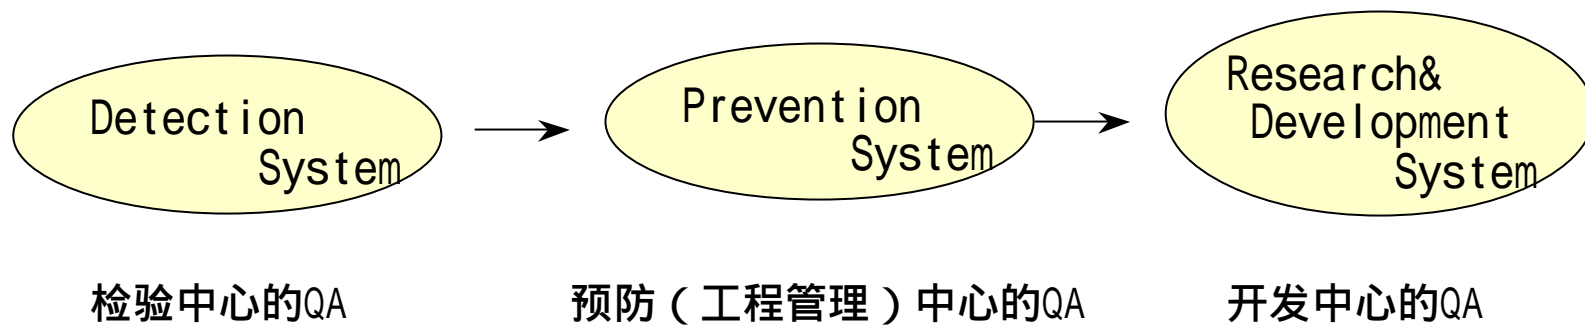 Detection
System
Prevention
System
Research&
Development
System
检验中心的QA
预防（工程管理）中心的QA
开发中心的QA